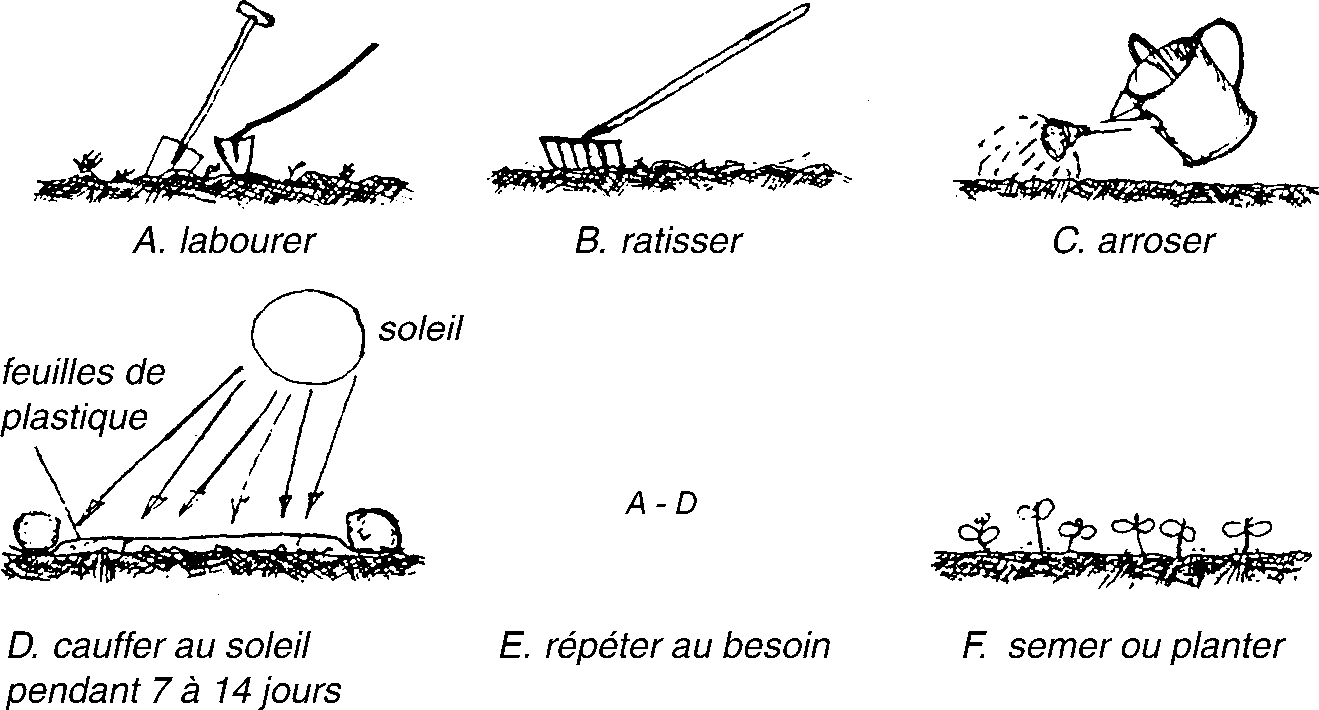 A. labourer
B. ratisser
C. arroser
soleil
feuilles de
plastique
A - D
D. cauffer au soleil
pendant 7 à 14 jours
E. répéter au besoin
F. semer ou planter